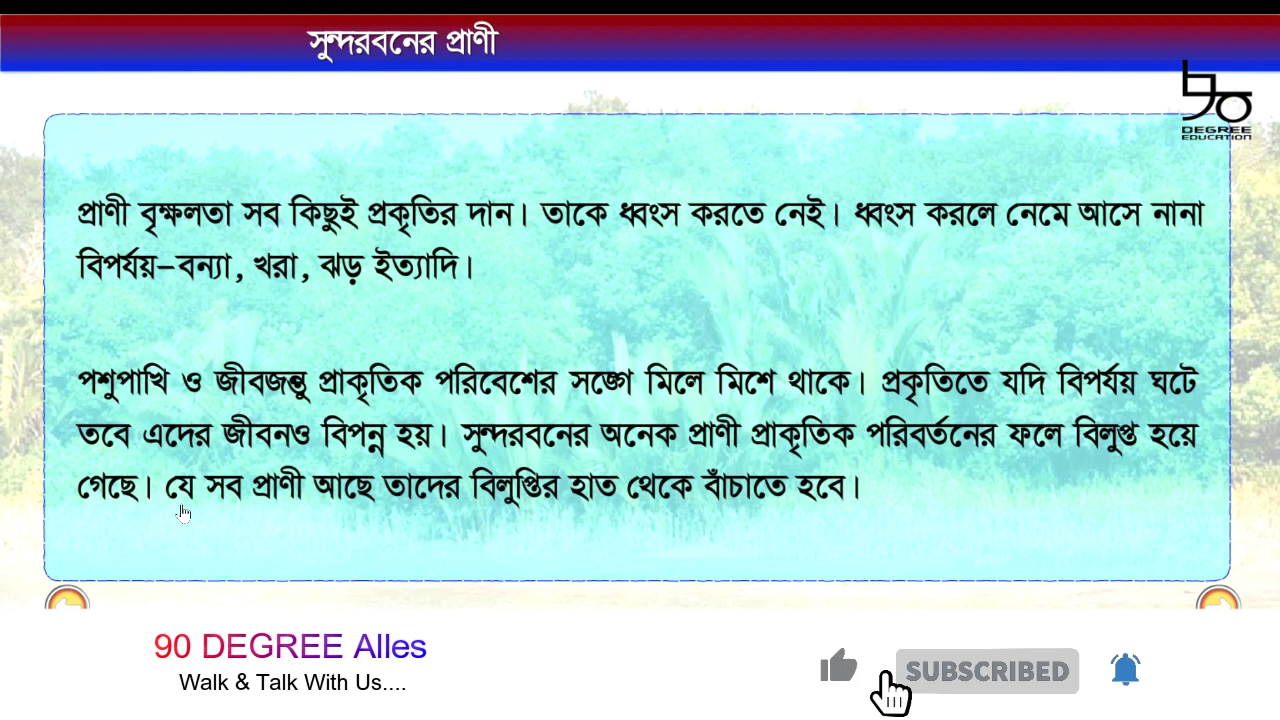 সুন্দরবনের প্রাণী
DEGREE
EDUCATION
প্রাণী বৃক্ষলতা সব কিছুই প্রকৃতির দান। তাকে ধ্বংস করতে নেই। ধ্বংস করলে নেমে আসে নানা
বিপর্যয়–বন্যা, খরা, ঝড় ইত্যাদি।
পশুপাখি ও জীবজন্তু প্রাকৃতিক পরিবেশের সঙ্গে মিলে মিশে থাকে। প্রকৃতিতে যদি বিপর্যয় ঘটে
তবে এদের জীবনও বিপন্ন হয়। সুন্দরবনের অনেক প্রাণী প্রাকৃতিক পরিবর্তনের ফলে বিলুপ্ত হয়ে
গেছে। যে সব প্রাণী আছে তাদের বিলুপ্তির হাত থেকে বাঁচাতে হবে।
90 DEGREE Alles
Walk & Talk With Us....
SUBSCRIBED